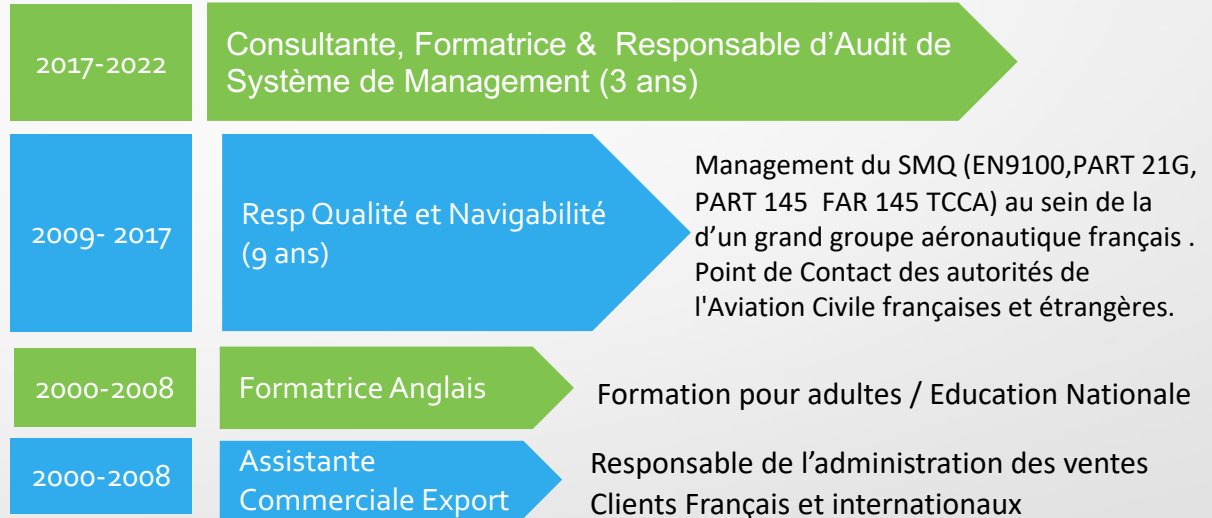 2017-2022
Consultante, Formatrice & Responsable d’Audit de
Système de Management (3 ans)
2009- 2017
Resp Qualité et Navigabilité
(9 ans)
Management du SMQ (EN9100,PART 21G,
PART 145 FAR 145 TCCA) au sein de la
d’un grand groupe aéronautique français .
Point de Contact des autorités de
l'Aviation Civile françaises et étrangères.
2000-2008
Formatrice Anglais
Formation pour adultes / Education Nationale
2000-2008
Assistante
Commerciale Export
Responsable de l’administration des ventes
Clients Français et internationaux